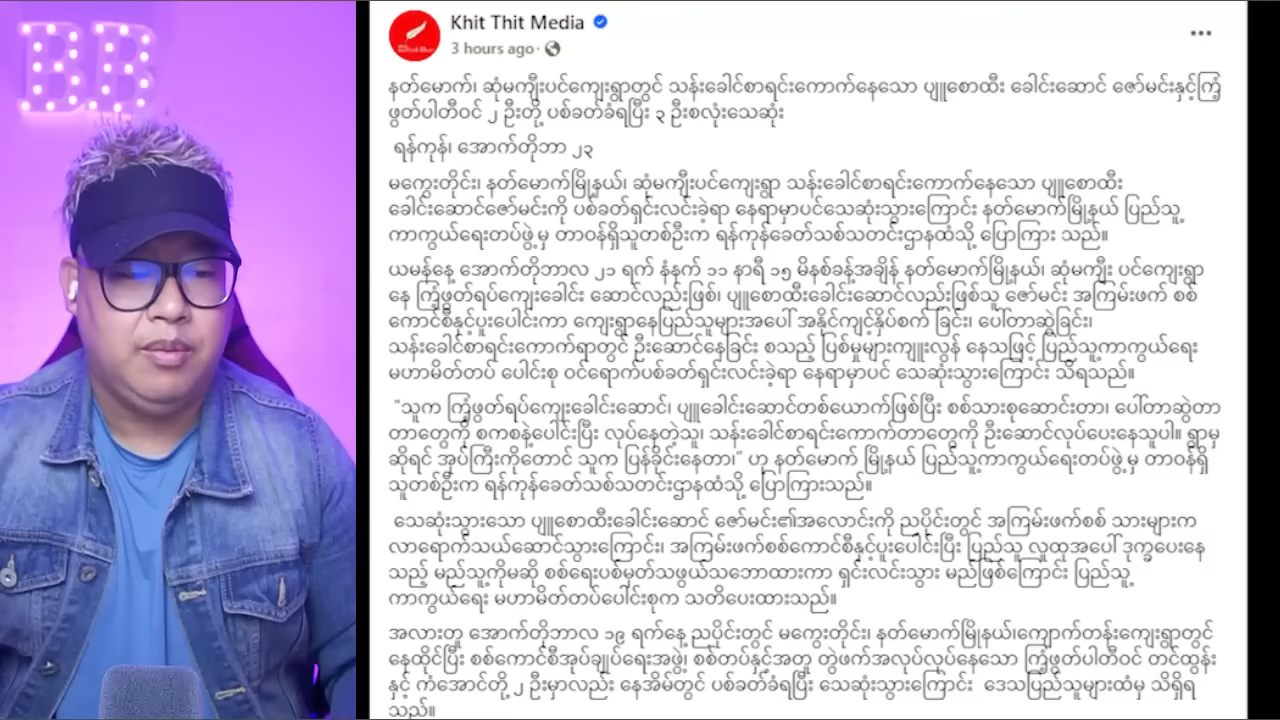 BB
Khit Thit Media
3 hours ago ·
နတ်မောက်၊ ဆုံမကျီးပင်ကျေးရွာတွင် သန်းခေါင်စာရင်းကောက်နေသော ပျူစောထီး ခေါင်းဆောင် ဇော်မင်းနှင့်ကြံ့
ဖွတ်ပါတီဝင် ၂ ဦးတို့ ပစ်ခတ်ခံရပြီး ၃ ဦးစလုံးသေဆုံး
ရန်ကုန်၊ အောက်တိုဘာ ၂၃
မကွေးတိုင်း၊ နတ်မောက်မြို့နယ်၊ ဆုံမကျီးပင်ကျေးရွာ သန်းခေါင်စာရင်းကောက်နေသော ပျူစောထီး
ခေါင်းဆောင်ဇော်မင်းကို ပစ်ခတ်ရှင်းလင်းခဲ့ရာ နေရာမှာပင်သေဆုံးသွားကြောင်း နတ်မောက်မြို့နယ် ပြည်သူ့
ကာကွယ်ရေးတပ်ဖွဲ့မှ တာဝန်ရှိသူတစ်ဦးက ရန်ကုန်ခေတ်သစ်သတင်းဌာနထံသို့ ပြောကြား သည်။
ယမန်နေ့ အောက်တိုဘာလ ၂၁ ရက် နံနက် ၁၁ နာရီ ၁၅ မိနစ်ခန့်အချိန် နတ်မောက်မြို့နယ်၊ ဆုံမကျီး ပင်ကျေးရွာ
နေ ကြံ့ဖွတ်ရပ်ကျေးခေါင်း ဆောင်လည်းဖြစ်၊ ပျူစောထီးခေါင်းဆောင်လည်းဖြစ်သူ ဇော်မင်း အကြမ်းဖက် စစ်
ကောင်စီနှင့်ပူးပေါင်းကာ ကျေးရွာနေပြည်သူများအပေါ် အနိုင်ကျင့်နှိပ်စက် ခြင်း၊ ပေါ်တာဆွဲခြင်း၊
သန်းခေါင်စာရင်းကောက်ရာတွင် ဦးဆောင်နေခြင်း စသည့် ပြစ်မှုများကျူးလွန် နေသဖြင့် ပြည်သူ့ကာကွယ်ရေး
မဟာမိတ်တပ် ပေါင်းစု ဝင်ရောက်ပစ်ခတ်ရှင်းလင်းခဲ့ရာ နေရာမှာပင် သေဆုံးသွားကြောင်း သိရသည်။
"သူက ကြံ့ဖွတ်ရပ်ကျေးခေါင်းဆောင်၊ ပျူခေါင်းဆောင်တစ်ယောက်ဖြစ်ပြီး စစ်သားစုဆောင်းတာ၊ ပေါ်တာဆွဲတာ
တာတွေကို စကစနဲ့ပေါင်းပြီး လုပ်နေတဲ့သူ၊ သန်းခေါင်စာရင်းကောက်တာတွေကို ဦးဆောင်လုပ်ပေးနေသူပါ။ ရွာမှ
ဆိုရင် အုပ်ကြီးကိုတောင် သူက ပြန်ခိုင်းနေတာ၊" ဟု နတ်မောက် မြို့နယ် ပြည်သူ့ကာကွယ်ရေးတပ်ဖွဲ့မှ တာဝန်ရှိ
သူတစ်ဦးက ရန်ကုန်ခေတ်သစ်သတင်းဌာနထံသို့ ပြောကြားသည်။
သေဆုံးသွားသော ပျူစောထီးခေါင်းဆောင် ဇော်မင်း၏အလောင်းကို ညပိုင်းတွင် အကြမ်းဖက်စစ် သားများက
လာရောက်သယ်ဆောင်သွားကြောင်း၊ အကြမ်းဖက်စစ်ကောင်စီနှင့်ပူးပေါင်းပြီး ပြည်သူ လူထုအပေါ် ဒုက္ခပေးနေ
သည့် မည်သူ့ကိုမဆို စစ်ရေးပစ်မှတ်သဖွယ်သဘောထားကာ ရှင်းလင်းသွား မည်ဖြစ်ကြောင်း ပြည်သူ့
ကာကွယ်ရေး မဟာမိတ်တပ်ပေါင်းစုက သတိပေးထားသည်။
အလားတူ အောက်တိုဘာလ ၁၉ ရက်နေ့ ညပိုင်းတွင် မကွေးတိုင်း၊ နတ်မောက်မြို့နယ်၊ကျောက်တန်းကျေးရွာတွင်
နေထိုင်ပြီး စစ်ကောင်စီအုပ်ချုပ်ရေးအဖွဲ့၊ စစ်တပ်နှင့်အတူ တွဲဖက်အလုပ်လုပ်နေသော ကြံ့ဖွတ်ပါတီဝင် တင်ထွန်း
နှင့် ကံအောင်တို့ ၂ ဦးမှာလည်း နေအိမ်တွင် ပစ်ခတ်ခံရပြီး သေဆုံးသွားကြောင်း ဒေသပြည်သူများထံမှ သိရှိရ
သည်။